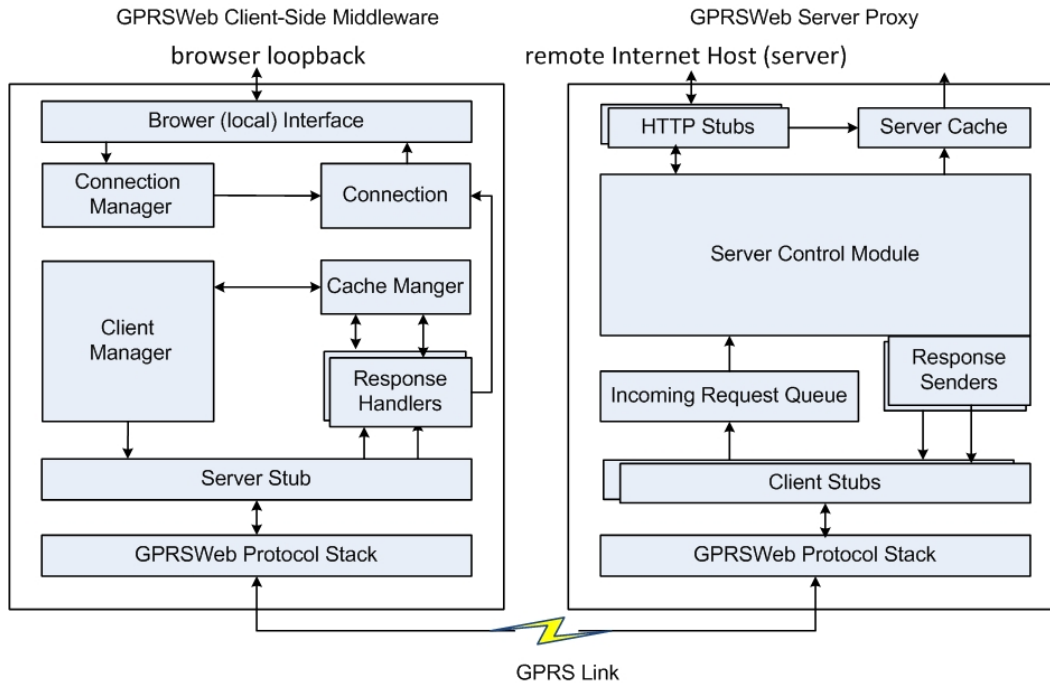 GPRSWeb Client-Side Middleware
browser loopback
Brower (local) Interface
Connection
Manager
Connection
Client
Manager
Cache Manger
Response
Handlers
Server Stub
GPRSWeb Protocol Stack
GPRSWeb Server Proxy
remote Internet Host (server)
HTTP Stubs
Server Cache
Server Control Module
Incoming Request Queue
Response
Senders
Client Stubs
GPRSWeb Protocol Stack
GPRS Link